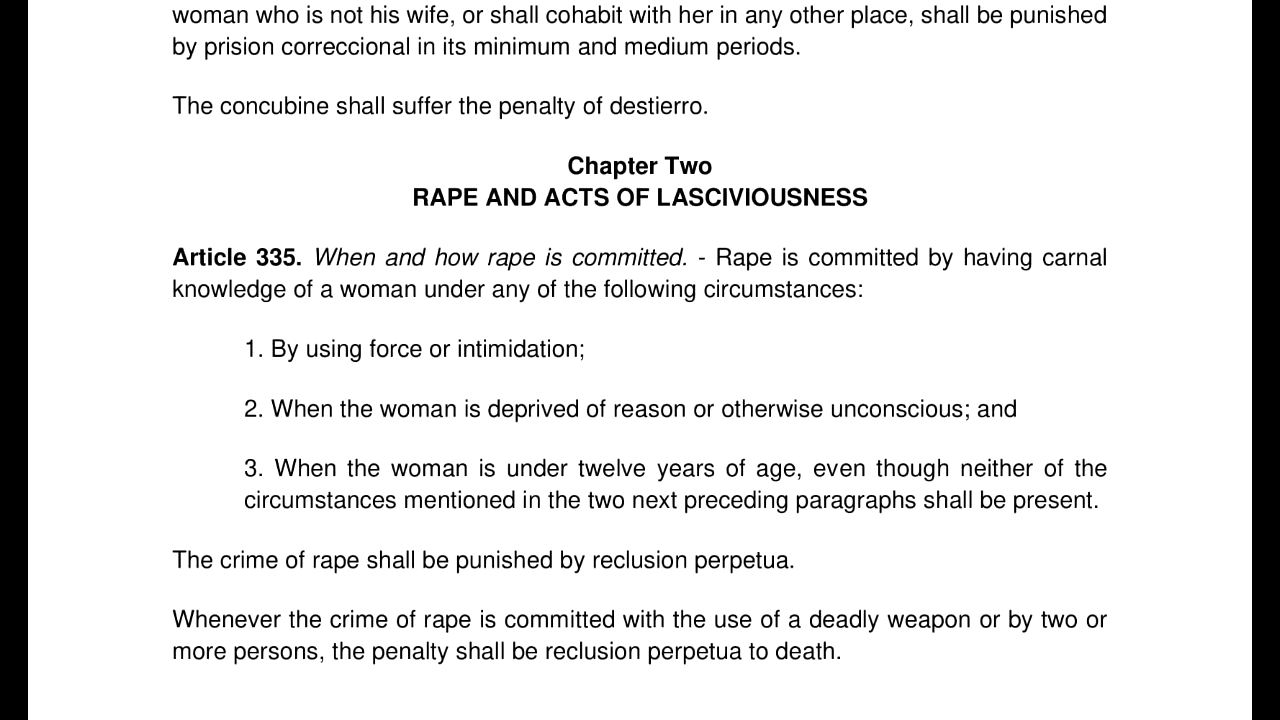 woman who is not his wife, or shall cohabit with her in any other place, shall be punished
by prision correccional in its minimum and medium periods.
The concubine shall suffer the penalty of destierro.
Chapter Two
RAPE AND ACTS OF LASCIVIOUSNESS
Article 335. When and how rape is committed. - Rape is committed by having carnal
knowledge of a woman under any of the following circumstances:
1. By using force or intimidation;
2. When the woman is deprived of reason or otherwise unconscious; and
3. When the woman is under twelve years of age, even though neither of the
circumstances mentioned in the two next preceding paragraphs shall be present.
The crime of rape shall be punished by reclusion perpetua.
Whenever the crime of rape is committed with the use of a deadly weapon or by two or
more persons, the penalty shall be reclusion perpetua to death.